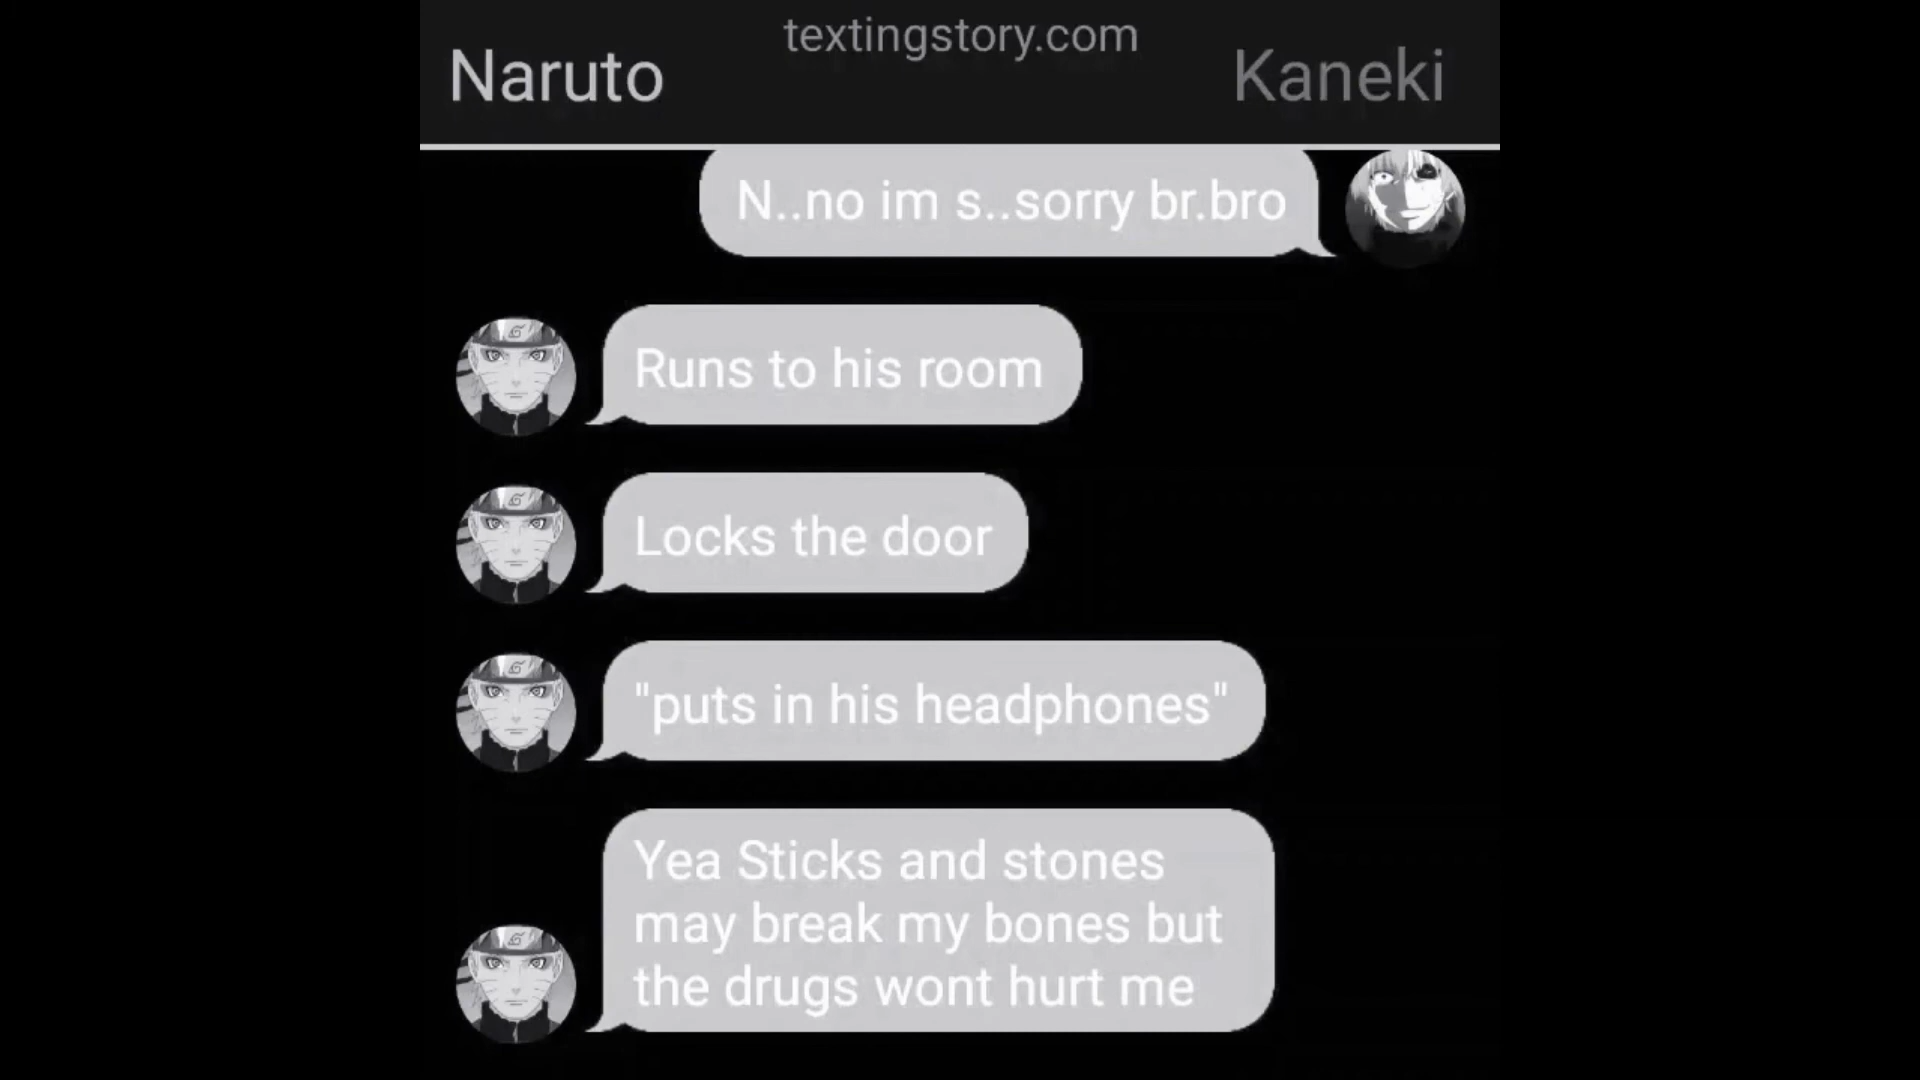 textingstory.com
Naruto
Kaneki
N..no im s..sorry br.bro
Runs to his room
Locks the door
"puts in his headphones"
Yea Sticks and stones
may break my bones but
the drugs wont hurt me